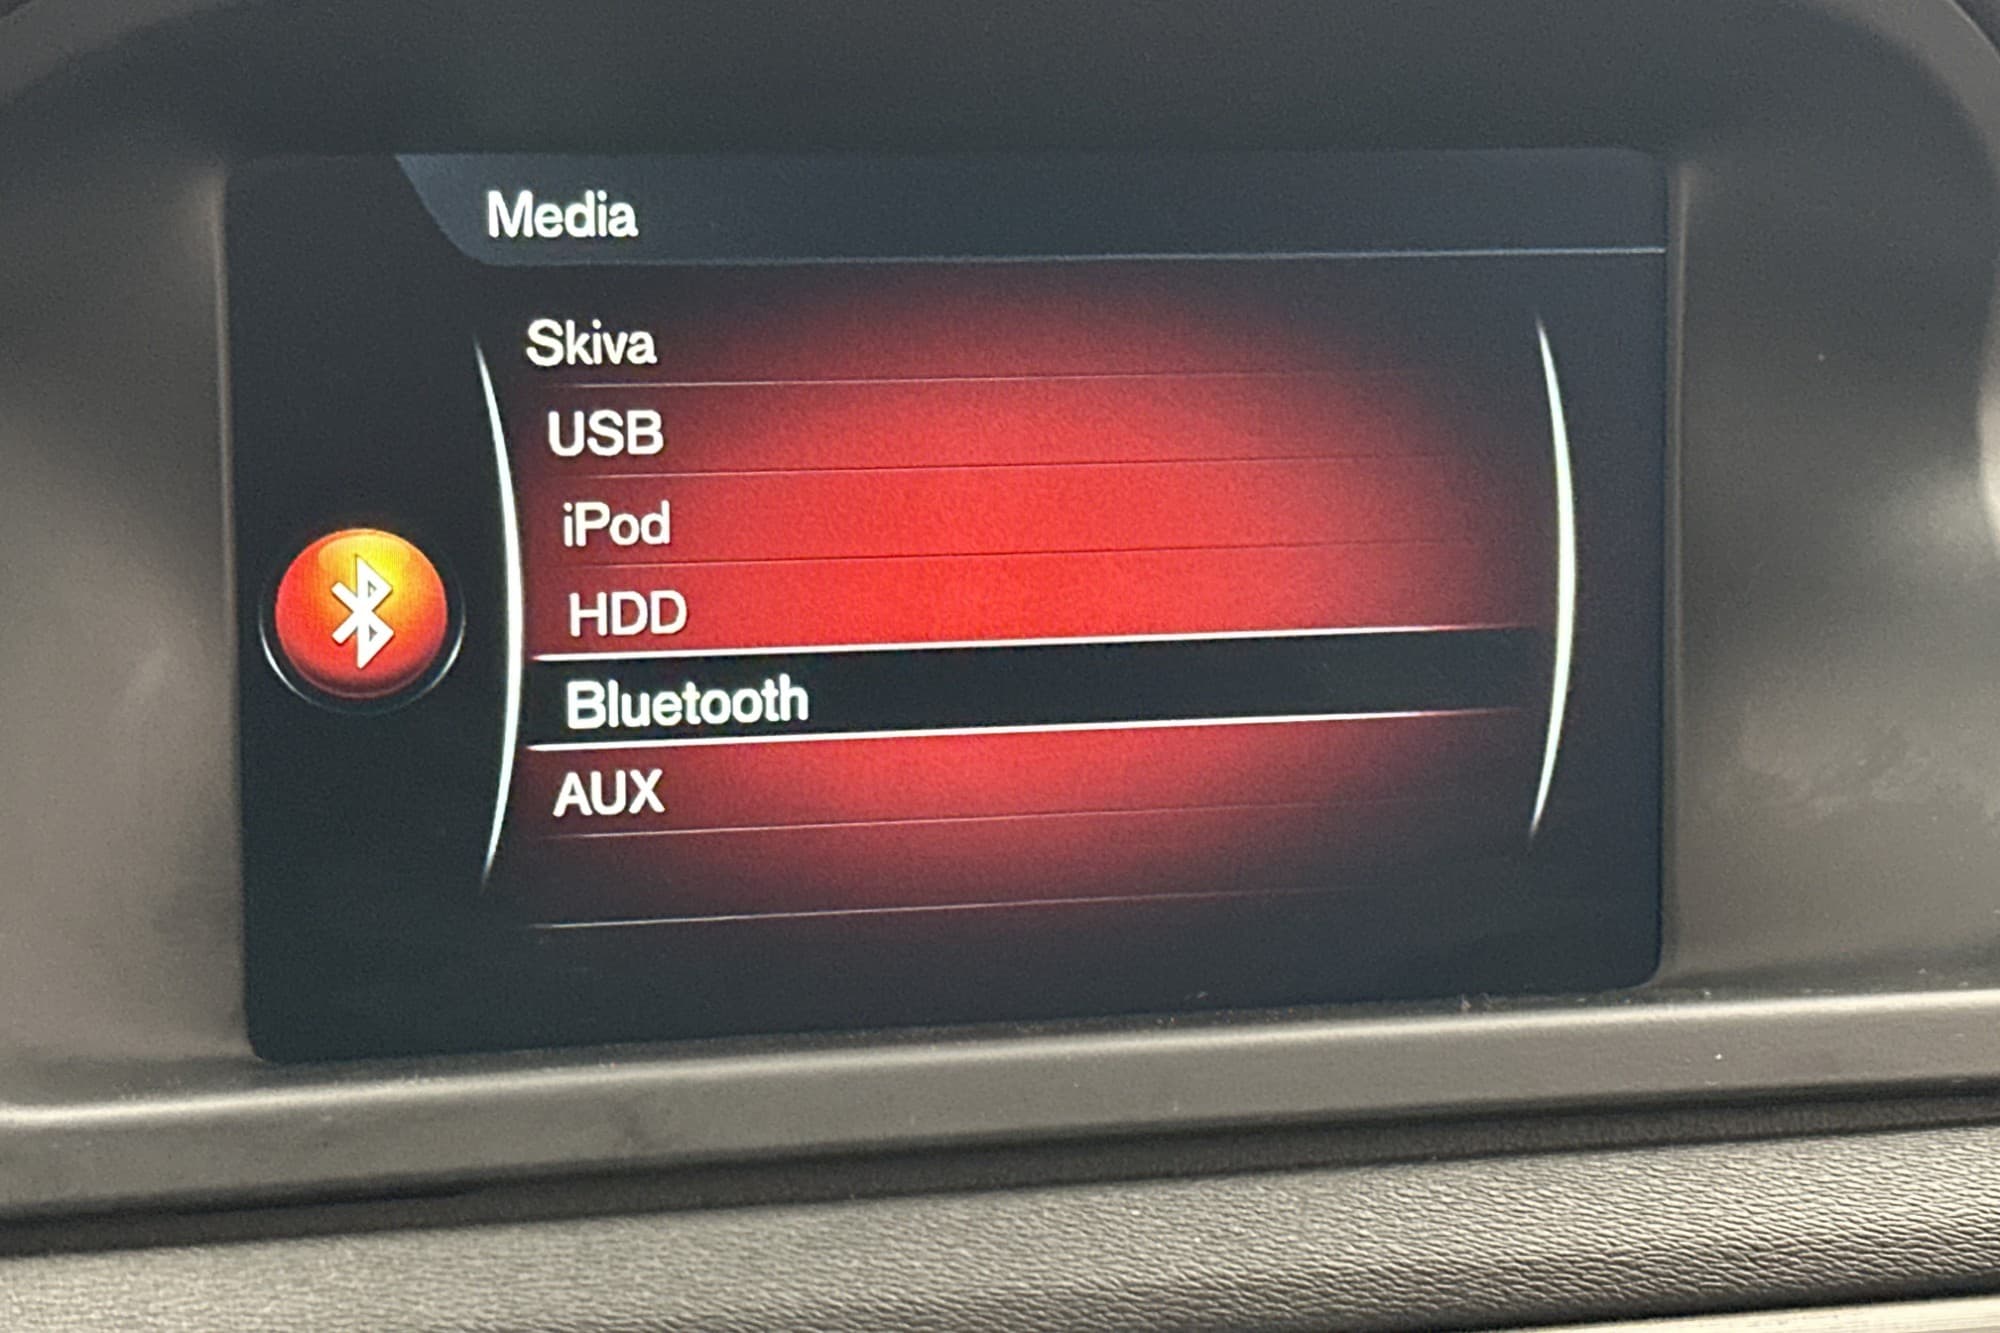 Media
Skiva
USB
iPod
HDD
Bluetooth
AUX